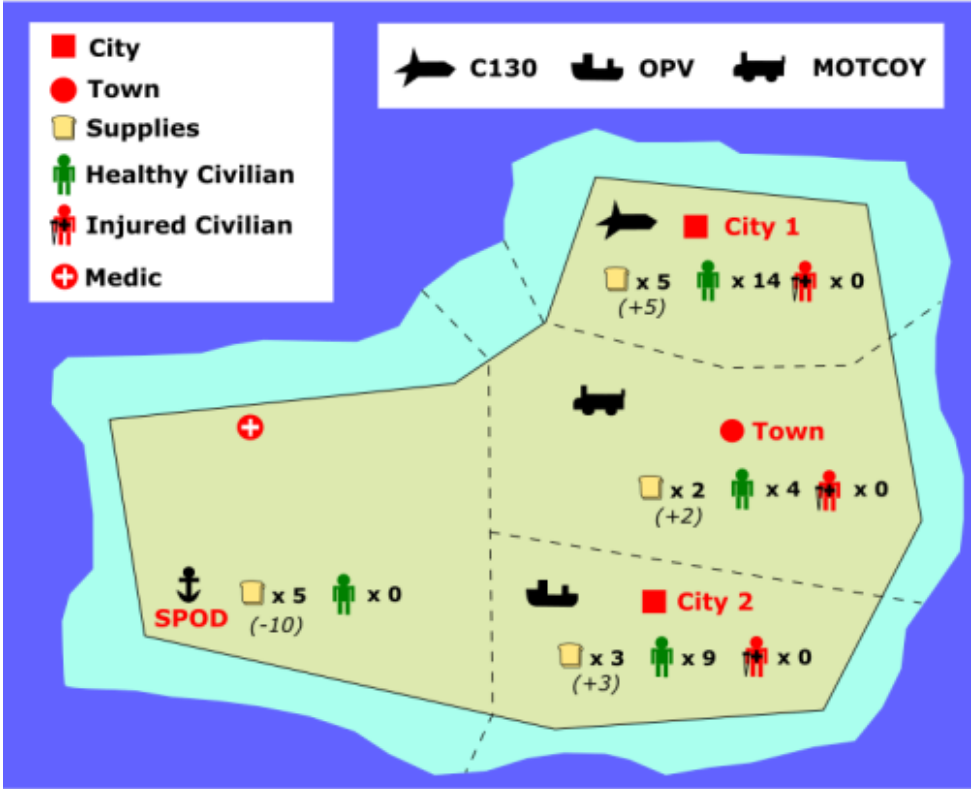 City
Town
Supplies
Healthy Civilian
Injured Civilian
Medic
C130 OPV MOTCOY
City 1
x 5 x 14 x 0
(+5)
Town
x 2 x 4 x 0
(+2)
SPOD x 5 x 0
(-10)
City 2
x 3 x 9 x 0
(+3)